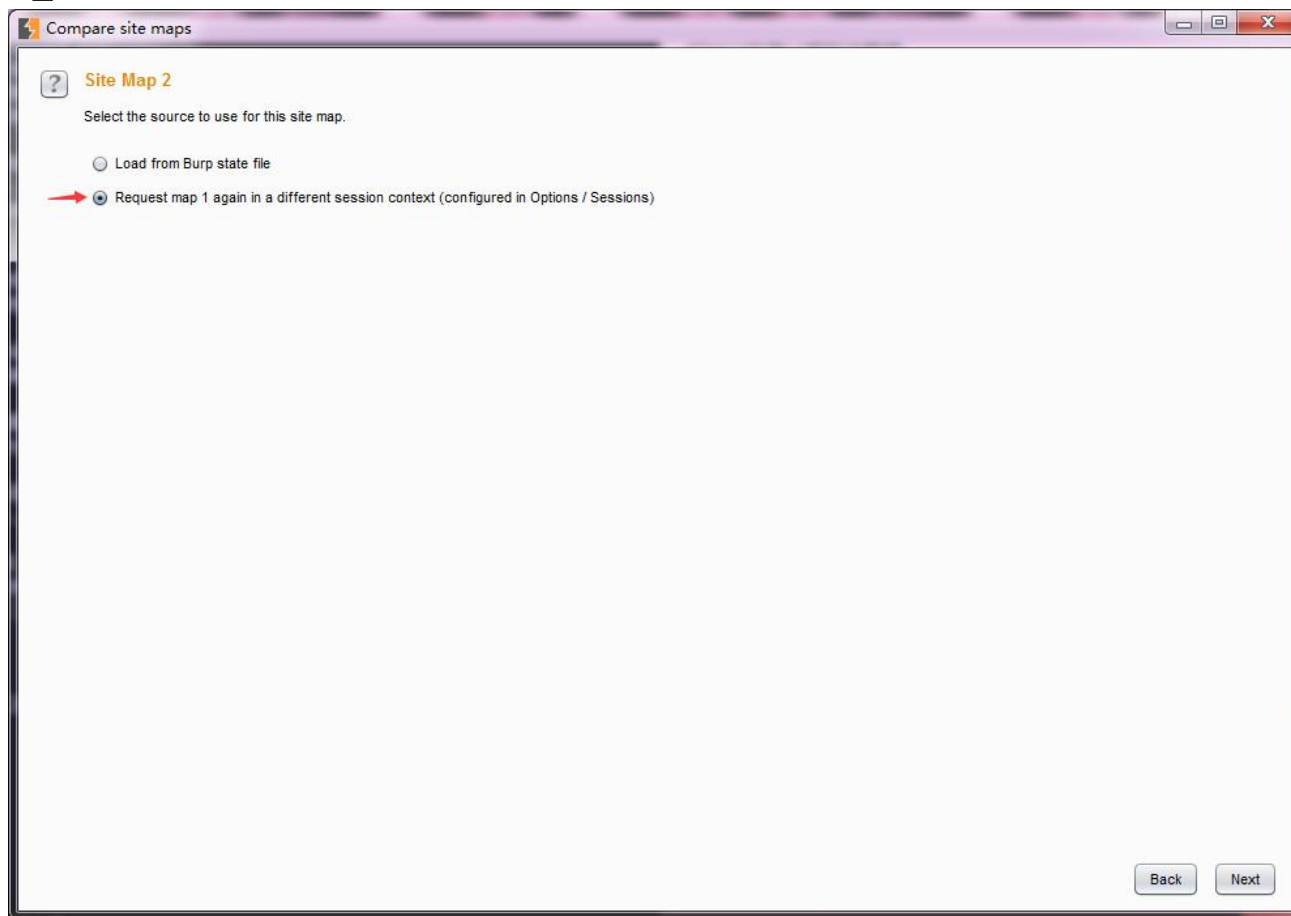 Compare site maps
? Site Map 2
Select the source to use for this site map.
Load from Burp state file
Request map 1 again in a different session context (configured in Options / Sessions)
Back Next